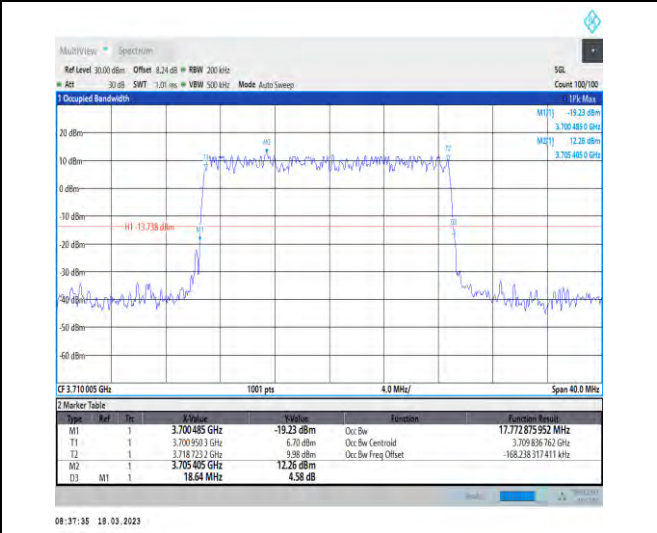 MultiView Spectrum
Ref Level 30.00 dBm Offset 8.24 dB RBW 200 kHz SGL
Att 30 dB SWT 1.01 ms VBW 500 kHz Mode Auto Sweep Count 100/100
1 Occupied Bandwidth 1Pk Max
M1[1] -19.23 dBm
3.700 485 0 GHz
M2[1] 12.26 dBm
3.705 405 0 GHz
20 dBm
10 dBm
0 dBm
-10 dBm
H1 -13.738 dBm
-20 dBm
-30 dBm
-40 dBm
-50 dBm
-60 dBm
T1
M2
T2
M1
D3
CF 3.710 005 GHz 1001 pts 4.0 MHz/ Span 40.0 MHz
2 Marker Table
Type Ref Trc X-Value Y-Value Function Function Result
M1 1 3.700 485 GHz -19.23 dBm Occ Bw 17.772 875 952 MHz
T1 1 3.700 950 3 GHz 6.70 dBm Occ Bw Centroid 3.709 836 762 GHz
T2 1 3.718 723 2 GHz 9.98 dBm Occ Bw Freq Offset -168.238 317 411 kHz
M2 1 3.705 405 GHz 12.26 dBm
D3 M1 1 18.64 MHz 4.58 dB
08:37:35 18.03.2023